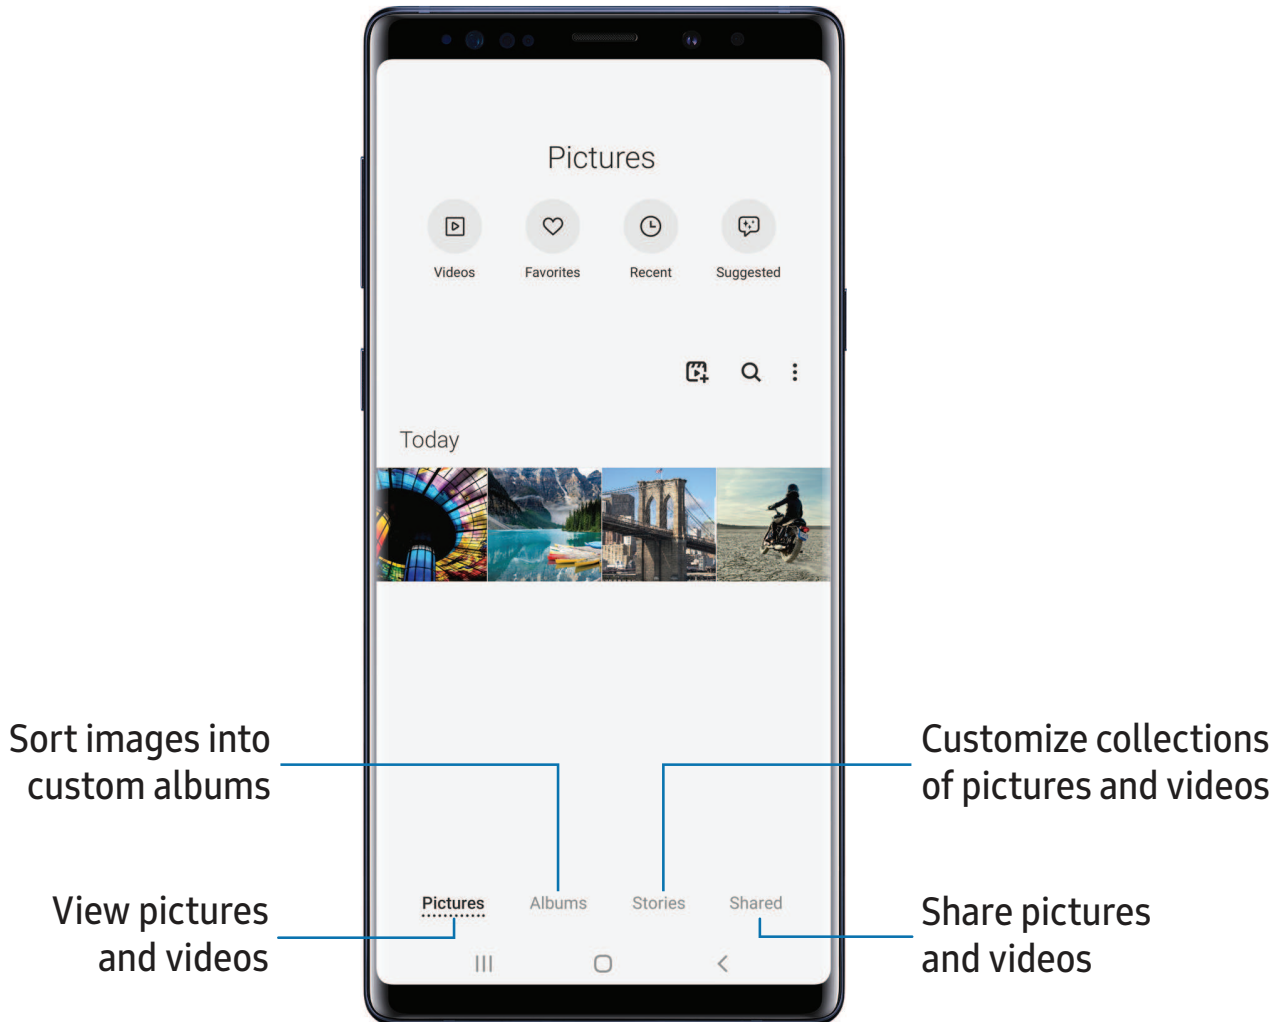 Pictures
Videos
Favorites
Recent
Suggested
Today
Sort images into
custom albums
Customize collections
of pictures and videos
Pictures
Albums
Stories
Shared
View pictures
and videos
Share pictures
and videos